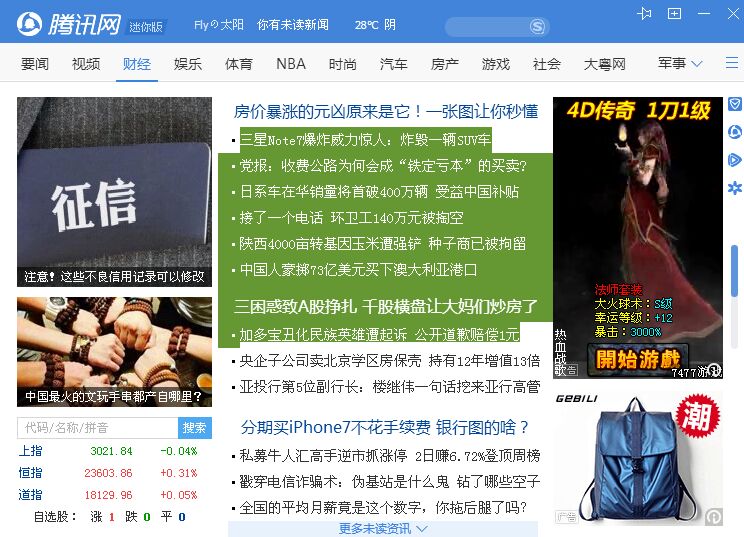 腾讯网 迷你版 Flyの太阳 你有未读新闻 28℃ 阴
要闻 视频 财经 娱乐 体育 NBA 时尚 汽车 房产 游戏 社会 大粤网 军事
征信
注意！这些不良信用记录可以修改
中国最火的文玩手串都产自哪里？
代码/名称/拼音 搜索
上指 3021.84 -0.04%
恒指 23603.86 +0.31%
道指 18129.96 +0.05%
自选股： 涨 1 跌 0 平 0
房价暴涨的元凶原来是它！一张图让你秒懂
三星Note7爆炸威力惊人：炸毁一辆SUV车
党报：收费公路为何会成“铁定亏本”的买卖？
日系车在华销量将首破400万辆 受益中国补贴
接了一个电话 环卫工140万元被掏空
陕西4000亩转基因玉米遭强铲 种子商已被拘留
中国人蒙掷73亿美元买下澳大利亚港口
三困惑致A股挣扎 千股横盘让大妈们炒房了
加多宝丑化民族英雄遭起诉 公开道歉赔偿1元
央企子公司卖北京学区房保壳 持有12年增值13倍
亚投行第5位副行长：楼继伟一句话挖来亚行高管
分期买iPhone7不花手续费 银行图的啥？
私募牛人汇高手逆市抓涨停 2日赚6.72%登顶周榜
戳穿电信诈骗术：伪基站是什么鬼 钻了哪些空子
全国的平均月薪竟是这个数字，你拖后腿了吗？
更多未读资讯
4D传奇 1刀1级
法师套装
大火球术：S级
幸运等级：+12
暴击：3000%
热血战歌
開始游戲
广告
7477游戏
GEBILI
潮
广告